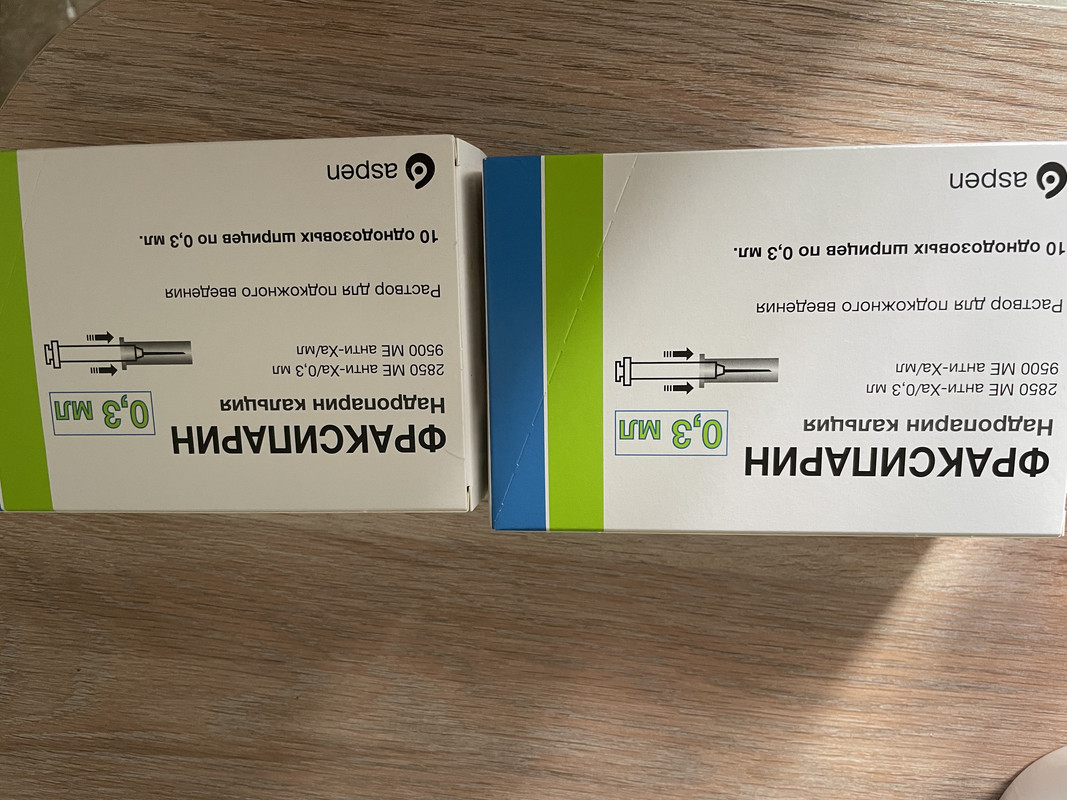 ФРАКСИПАРИН
Надропарин кальция
0,3 мл
2850 МЕ анти-Ха/0,3 мл
9500 МЕ анти-Ха/мл
Раствор для подкожного введения
10 однодозовых шприцев по 0,3 мл.
aspen
ФРАКСИПАРИН
Надропарин кальция
0,3 мл
2850 МЕ анти-Ха/0,3 мл
9500 МЕ анти-Ха/мл
Раствор для подкожного введения
10 однодозовых шприцев по 0,3 мл.
aspen